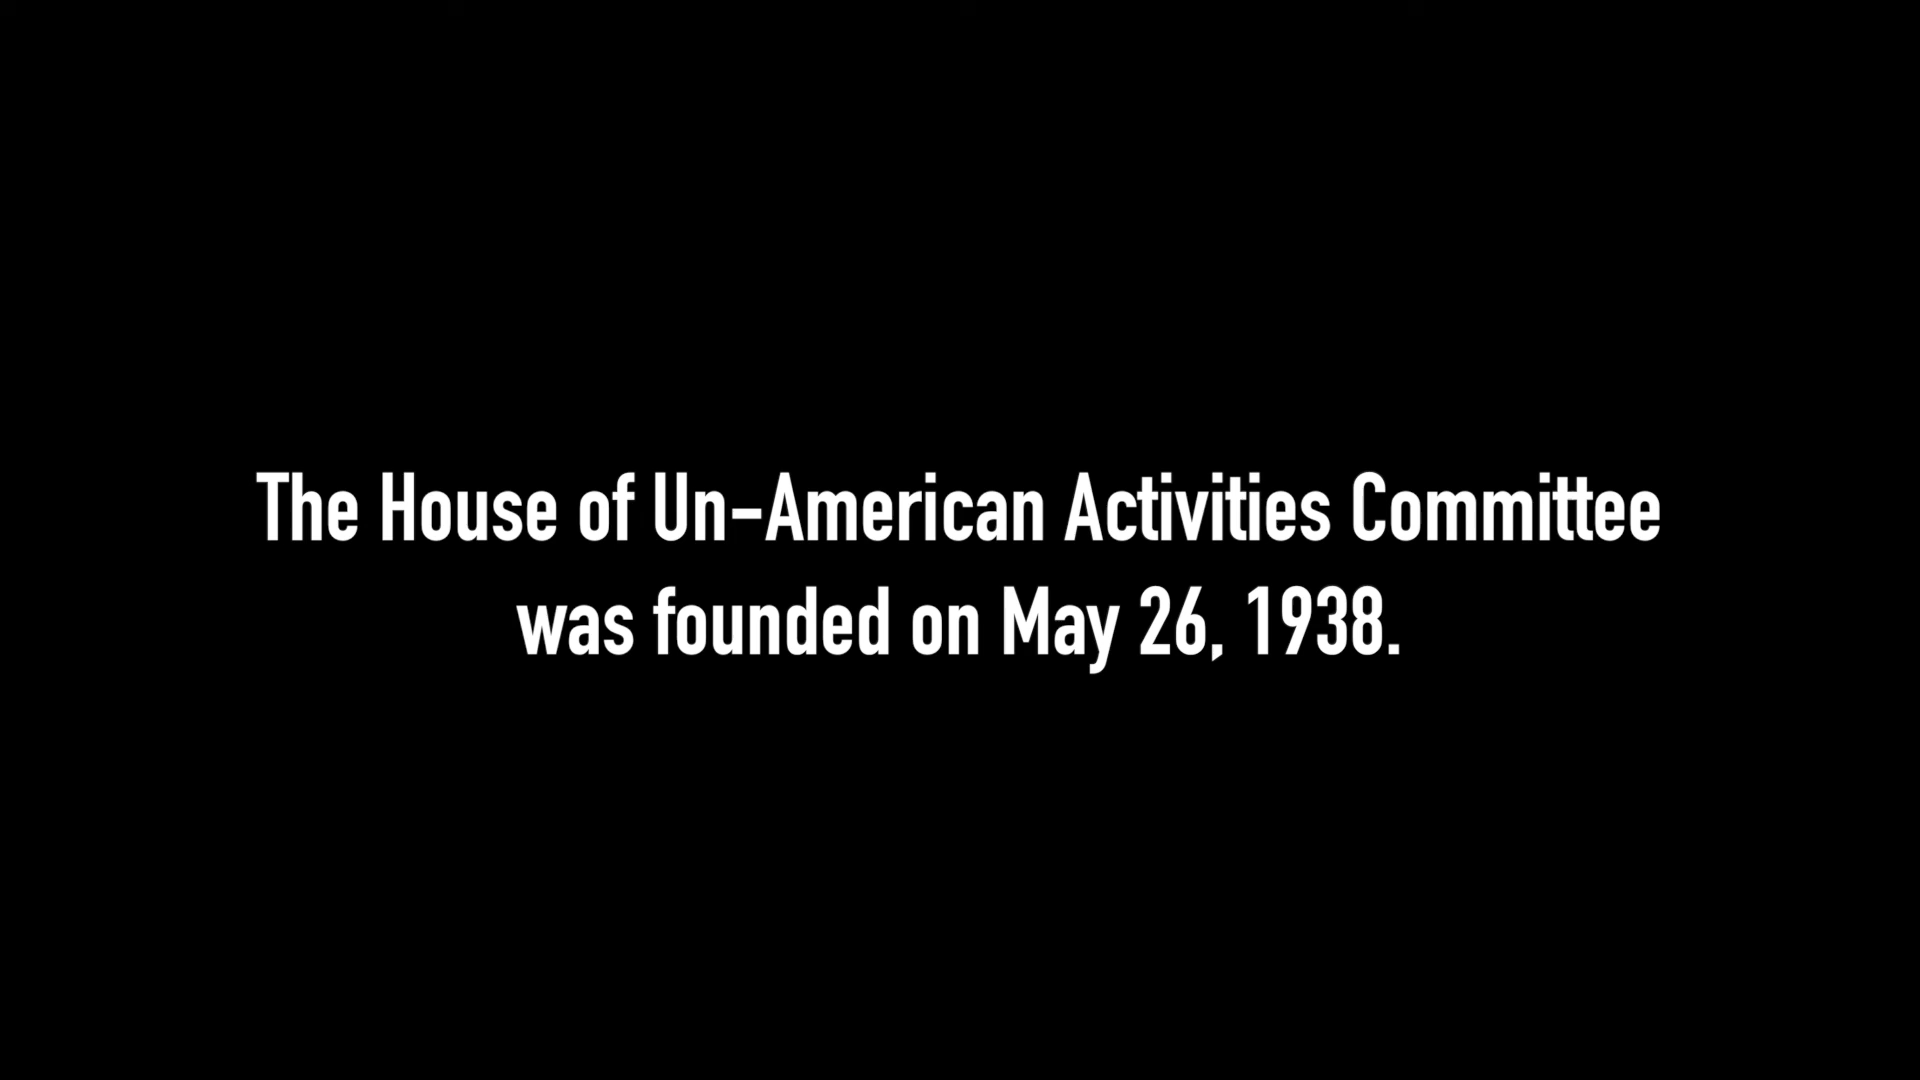 The House of Un-American Activities Committee
was founded on May 26, 1938.